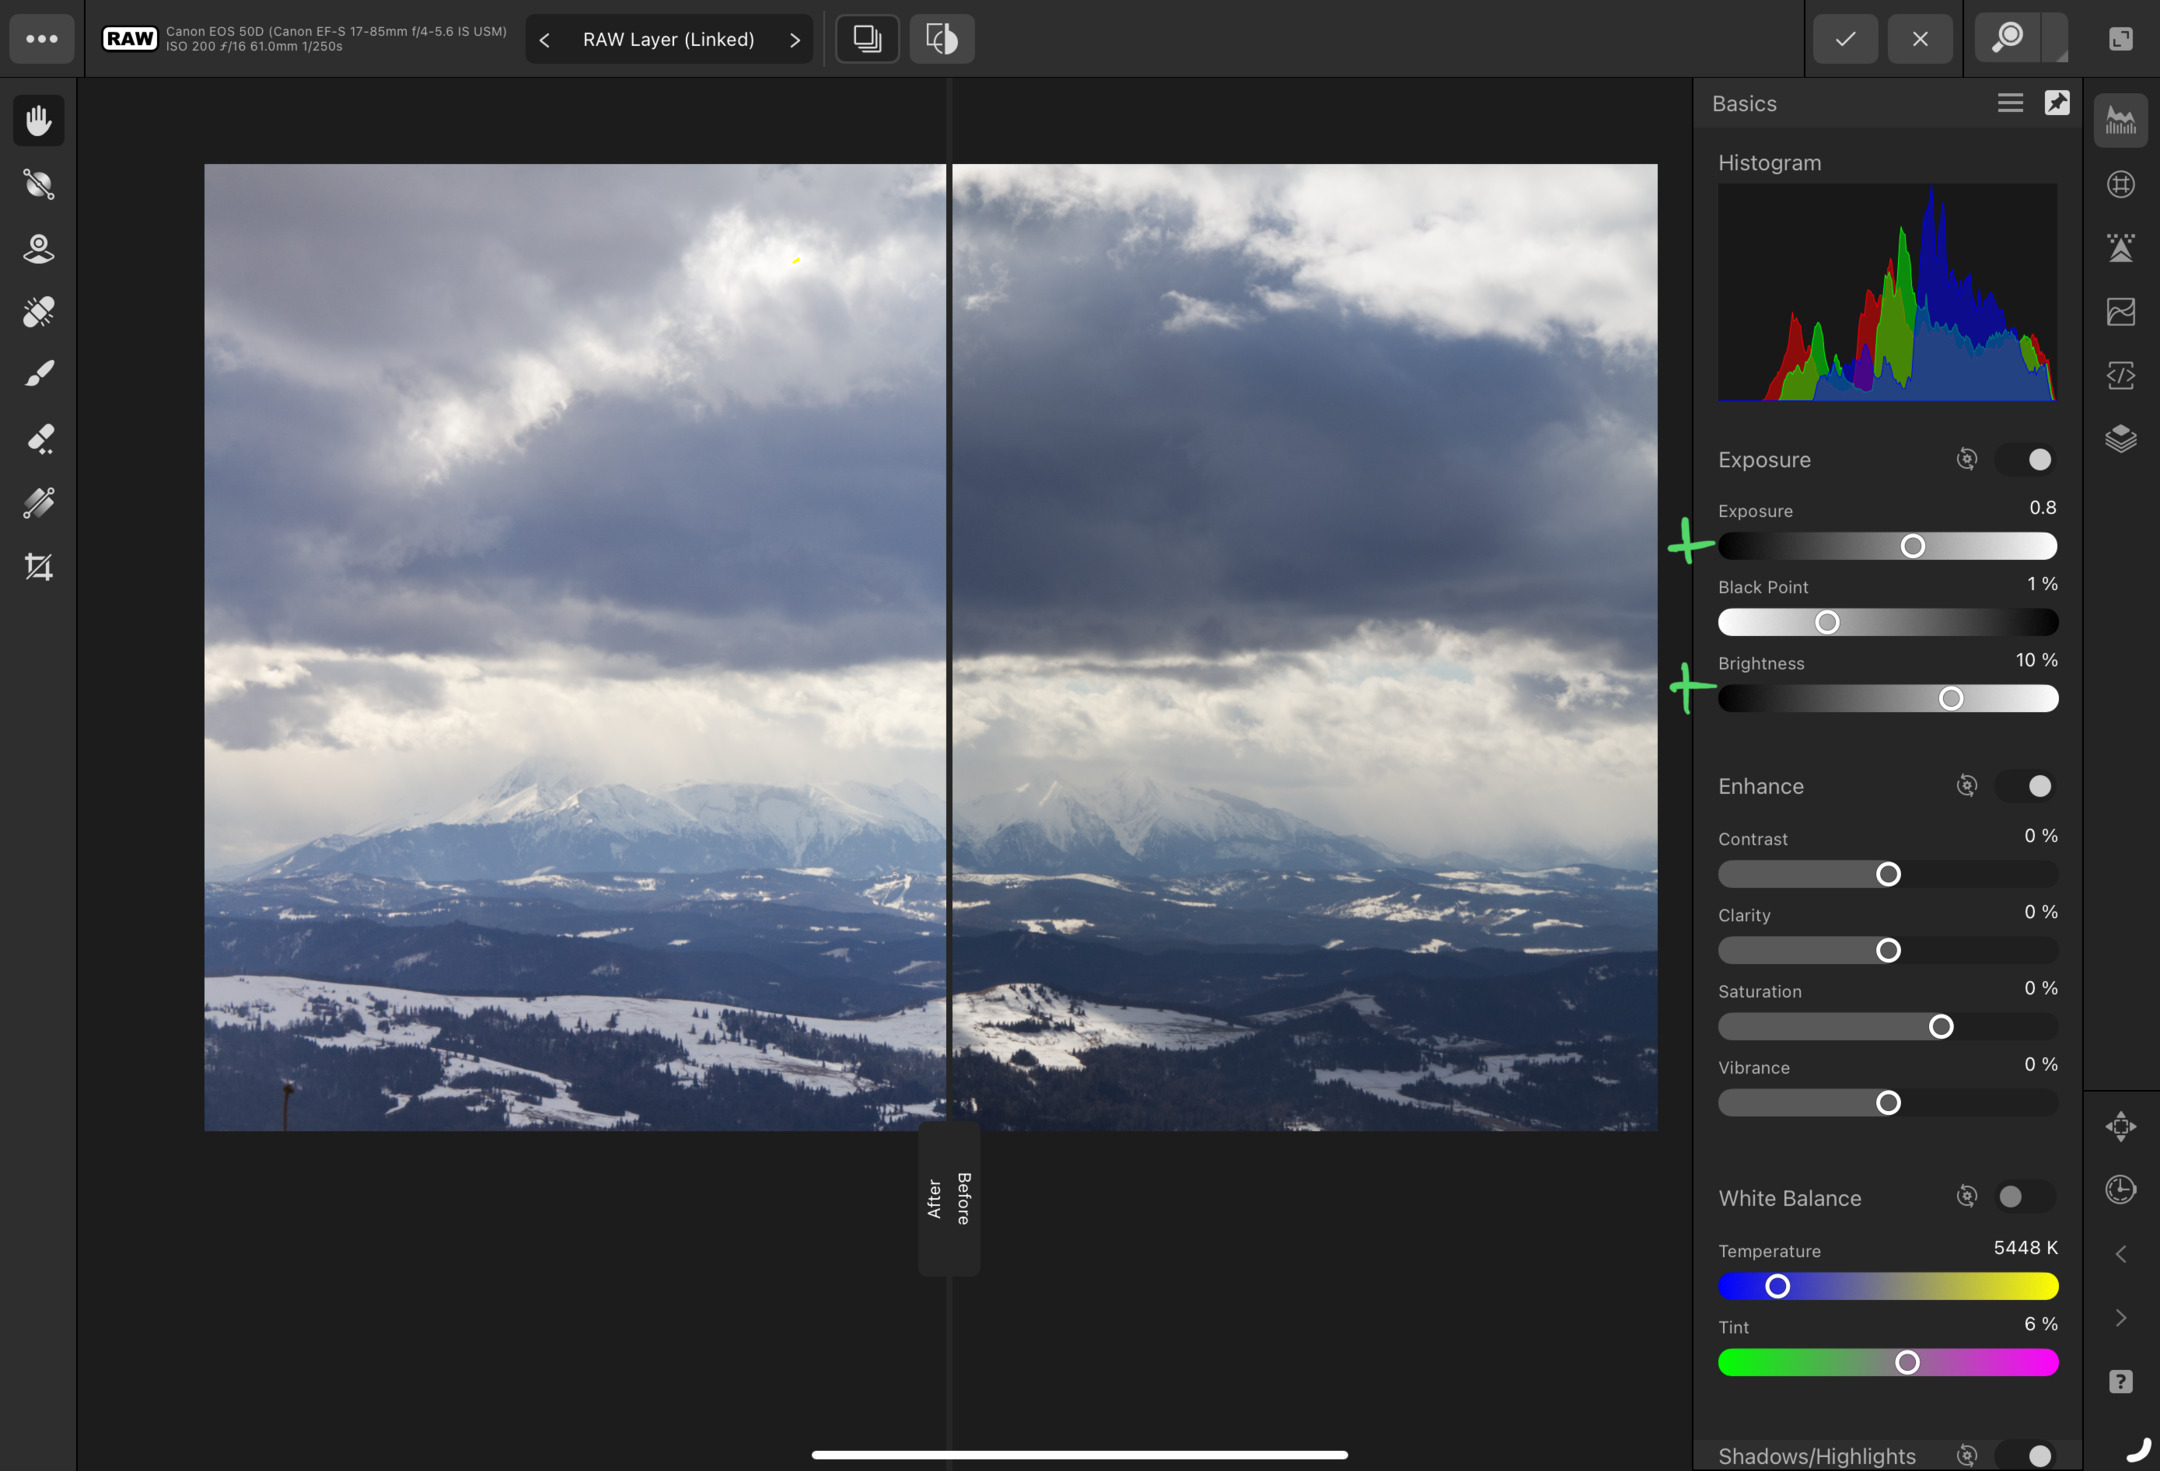 RAW
Canon EOS 50D (Canon EF-S 17-85mm f/4-5.6 IS USM)
ISO 200 ƒ/16 61.0mm 1/250s
RAW Layer (Linked)
Basics
Histogram
Exposure
Exposure 0.8
Black Point 1 %
Brightness 10 %
Enhance
Contrast 0 %
Clarity 0 %
Saturation 0 %
Vibrance 0 %
After
Before
White Balance
Temperature 5448 K
Tint 6 %
?
Shadows/Highlights